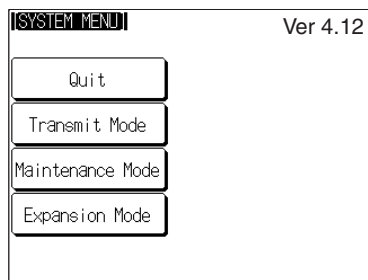 [SYSTEM MENU]
Ver 4.12
Quit
Transmit Mode
Maintenance Mode
Expansion Mode